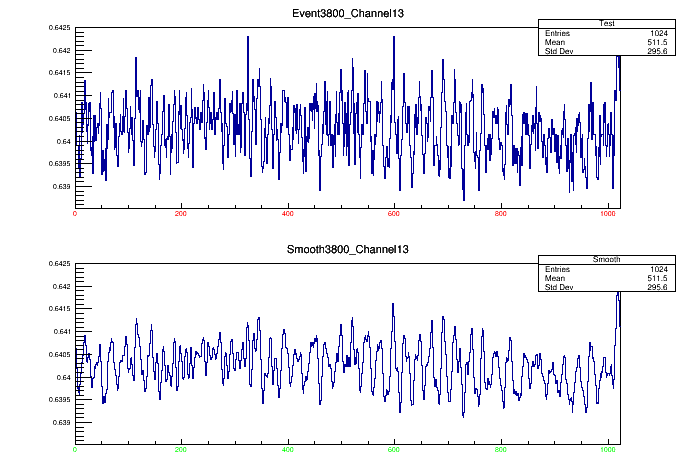 Event3800_Channel13
Test
Entries 1024
Mean 511.5
Std Dev 295.6
0.6425
0.642
0.6415
0.641
0.6405
0.64
0.6395
0.639
0 200 400 600 800 1000
Smooth3800_Channel13
Smooth
Entries 1024
Mean 511.5
Std Dev 295.6
0.6425
0.642
0.6415
0.641
0.6405
0.64
0.6395
0.639
0 200 400 600 800 1000